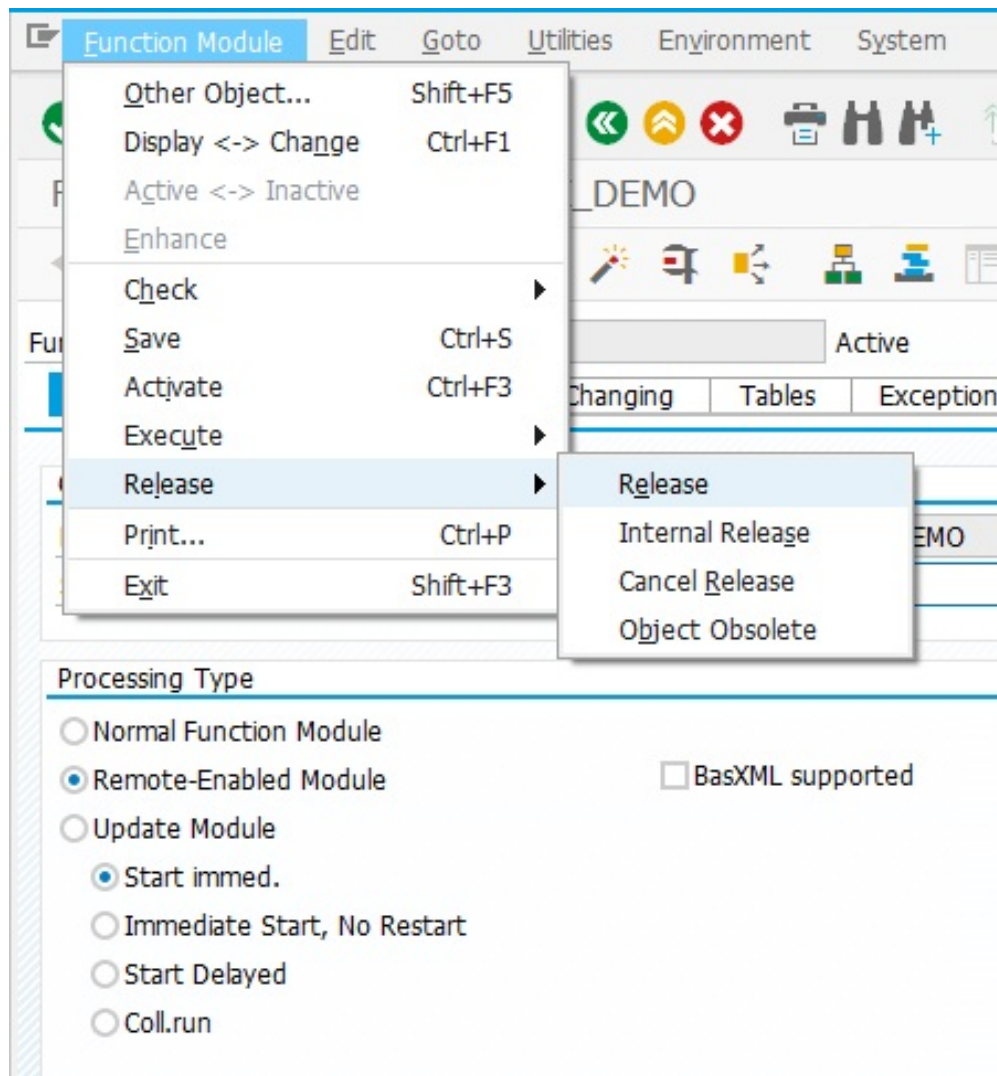 Function Module Edit Goto Utilities Environment System
Other Object... Shift+F5
Display <-> Change Ctrl+F1
Active <-> Inactive
_DEMO
Enhance
Check
Save Ctrl+S
Active
Activate Ctrl+F3
Changing Tables Exception
Execute
Release
Release
Internal Release
Print... Ctrl+P
EMO
Cancel Release
Exit Shift+F3
Object Obsolete
Processing Type
Normal Function Module
Remote-Enabled Module
BasXML supported
Update Module
Start immed.
Immediate Start, No Restart
Start Delayed
Coll.run